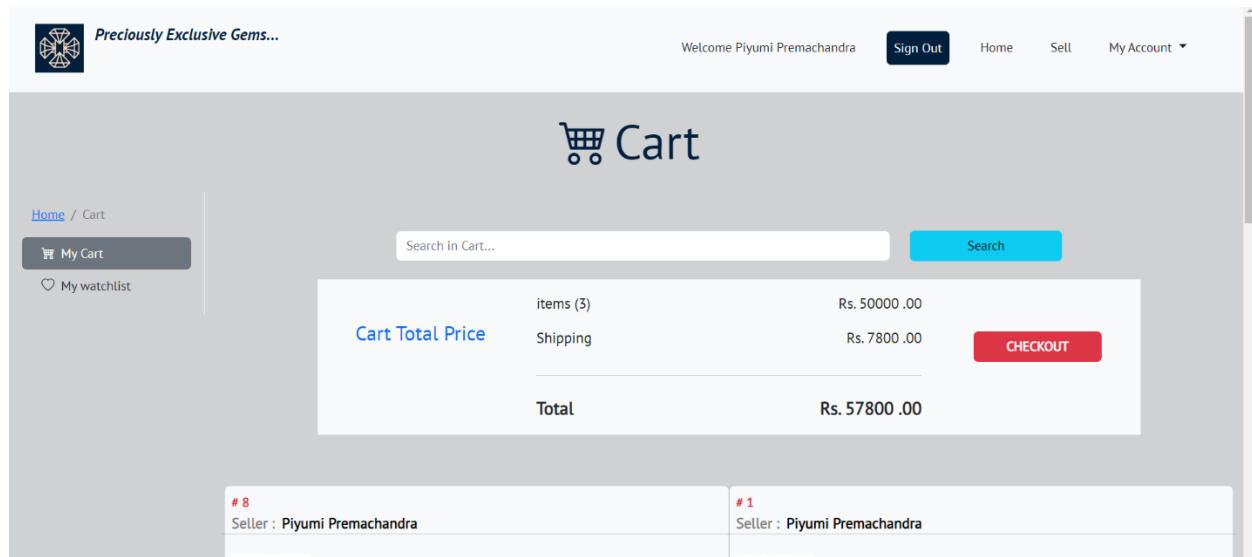 Preciously Exclusive Gems...
Welcome Piyumi Premachandra
Sign Out
Home
Sell
My Account
Cart
Home / Cart
My Cart
My watchlist
Search in Cart...
Search
Cart Total Price
items (3) Rs. 50000 .00
Shipping Rs. 7800 .00
Total Rs. 57800 .00
CHECKOUT
# 8
Seller : Piyumi Premachandra
# 1
Seller : Piyumi Premachandra